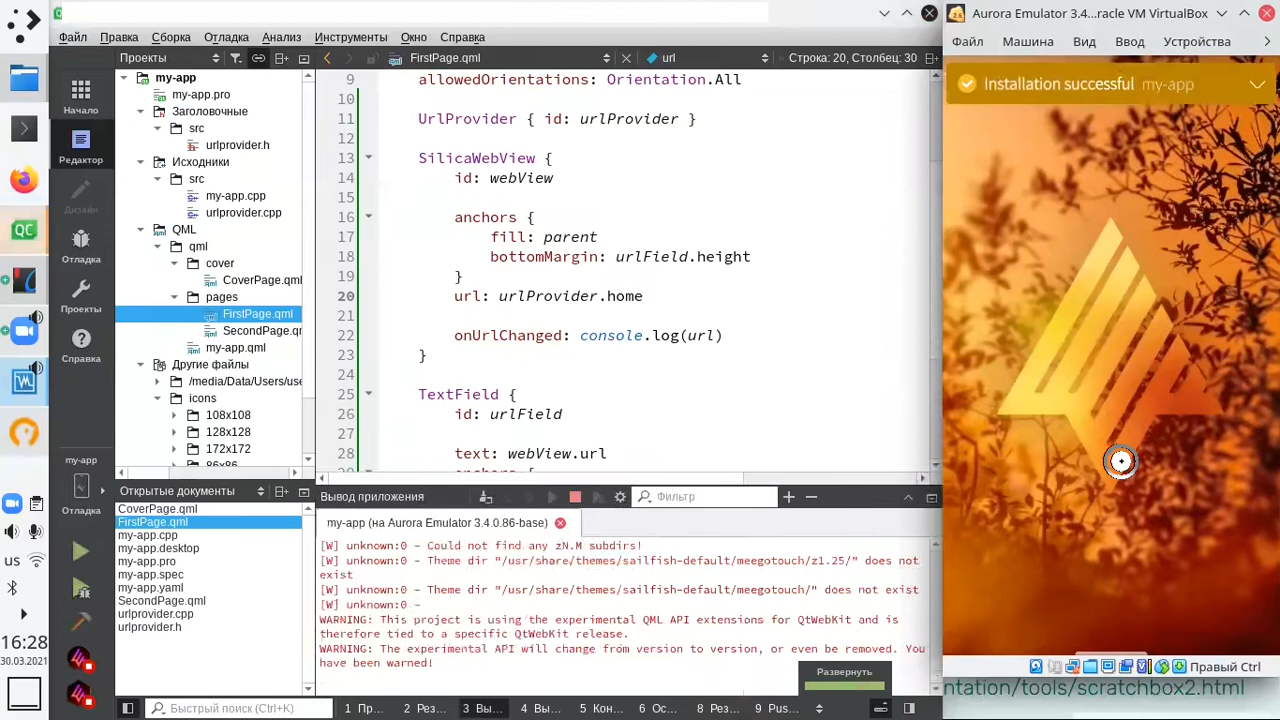 Aurora Emulator 3.4...racle VM VirtualBox
Файл Правка Сборка Отладка Анализ Инструменты Окно Справка
Файл Машина Вид Ввод Устройства
Проекты
FirstPage.qml
url
Строка: 20, Столбец: 30
Начало
Редактор
Дизайн
Отладка
Проекты
Справка
my-app
Отладка
my-app
my-app.pro
Заголовочные
src
urlprovider.h
Исходники
src
my-app.cpp
urlprovider.cpp
QML
qml
cover
CoverPage.qml
pages
FirstPage.qml
SecondPage.qr
my-app.qml
Другие файлы
/media/Data/Users/use
icons
108x108
128x128
172x172
86x86
Открытые документы
CoverPage.qml
FirstPage.qml
my-app.cpp
my-app.desktop
my-app.pro
my-app.spec
my-app.yaml
SecondPage.qml
urlprovider.cpp
urlprovider.h
9 allowedOrientations: Orientation.All
10
11 UrlProvider { id: urlProvider }
12
13 SilicaWebView {
14 id: webView
15
16 anchors {
17 fill: parent
18 bottomMargin: urlField.height
19 }
20 url: urlProvider.home
21
22 onUrlChanged: console.log(url)
23 }
24
25 TextField {
26 id: urlField
27
28 text: webView.url
29 anchors {
Вывод приложения
Фильтр
my-app (на Aurora Emulator 3.4.0.86-base)
[W] unknown:0 - Could not find any zN.M subdirs!
[W] unknown:0 - Theme dir "/usr/share/themes/sailfish-default/meegotouch/z1.25/" does not
exist
[W] unknown:0 - Theme dir "/usr/share/themes/sailfish-default/meegotouch/" does not exist
[W] unknown:0 -
WARNING: This project is using the experimental QML API extensions for QtWebKit and is
therefore tied to a specific QtWebKit release.
WARNING: The experimental API will change from version to version, or even be removed. You
have been warned!
Развернуть
Быстрый поиск (Ctrl+K)
1 Пр... 2 Рез... 3 Вы... 4 Вы... 5 Кон... 6 Ос... 8 Рез... 9 Pus...
us
16:28
30.03.2021
Installation successful my-app
Правый Ctrl
ntation/tools/scratchbox2.html